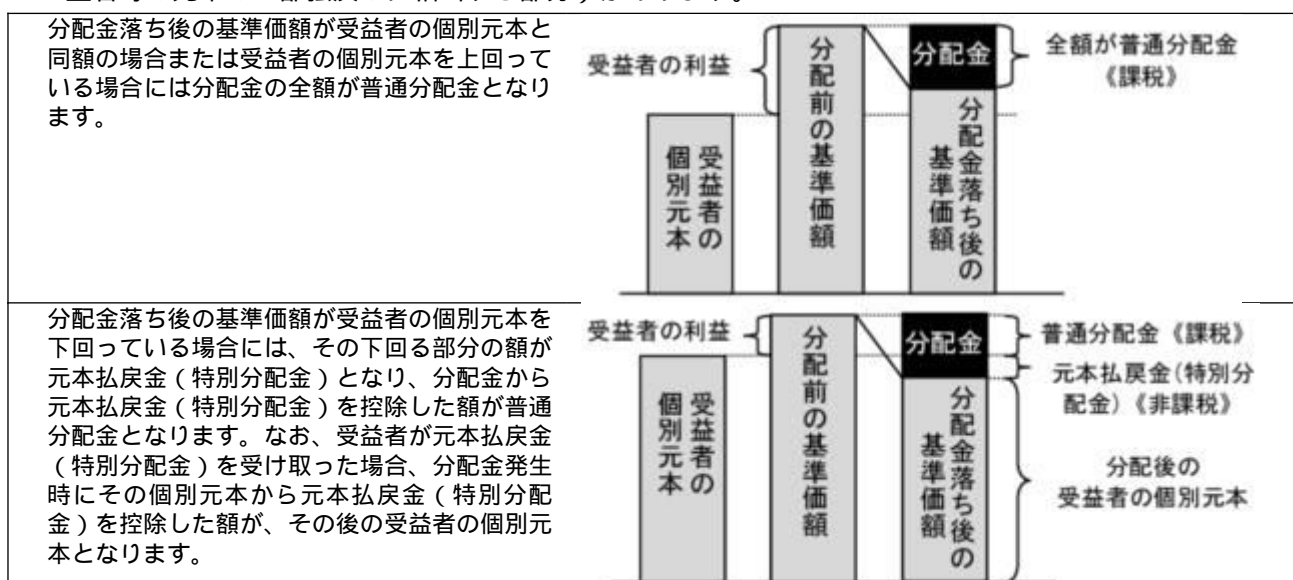 分配金落ち後の基準価額が受益者の個別元本と
同額の場合または受益者の個別元本を上回って
いる場合には分配金の全額が普通分配金となり
ます。
受益者の利益
受益者の
個別元本
分配前の基準価額
分配金
分配金落ち後の
基準価額
全額が普通分配金
《課税》
分配金落ち後の基準価額が受益者の個別元本を
下回っている場合には、その下回る部分の額が
元本払戻金（特別分配金）となり、分配金から
元本払戻金（特別分配金）を控除した額が普通
分配金となります。なお、受益者が元本払戻金
（特別分配金）を受け取った場合、分配金発生
時にその個別元本から元本払戻金（特別分配
金）を控除した額が、その後の受益者の個別元
本となります。
受益者の利益
受益者の
個別元本
分配前の基準価額
分配金
分配金落ち後の
基準価額
普通分配金《課税》
元本払戻金(特別分
配金)《非課税》
分配後の
受益者の個別元本